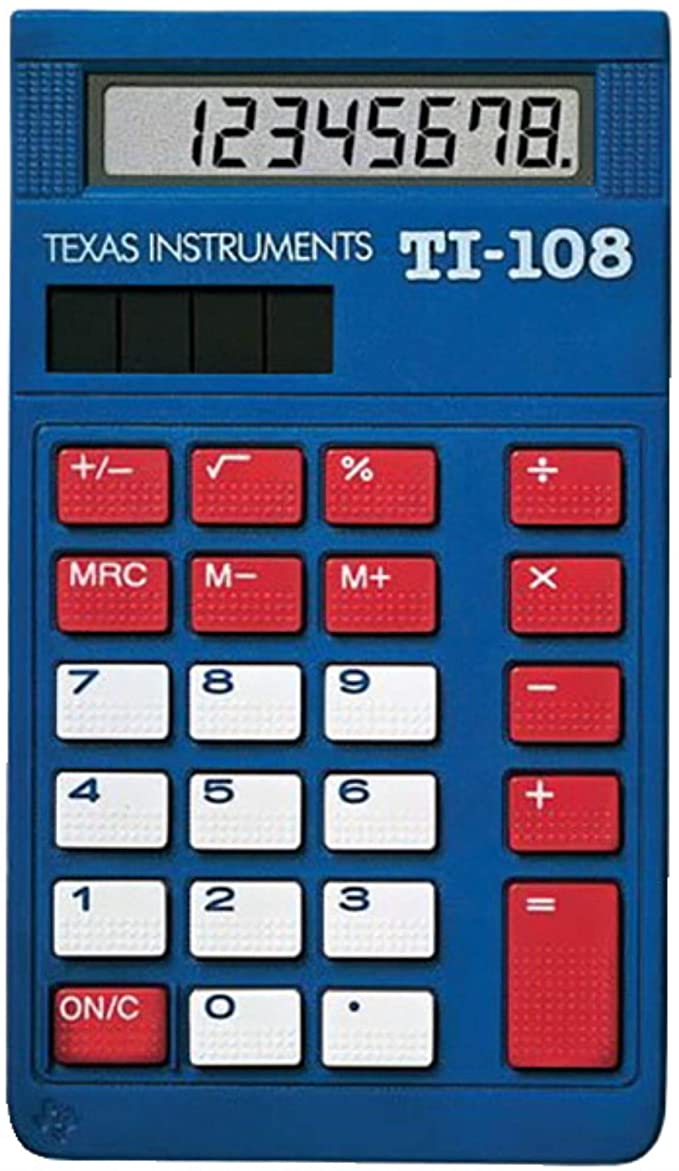 12345678.
TEXAS INSTRUMENTS TI-108
+/− √ % ÷
MRC M− M+ ×
7 8 9 −
4 5 6 +
1 2 3 =
ON/C 0 .